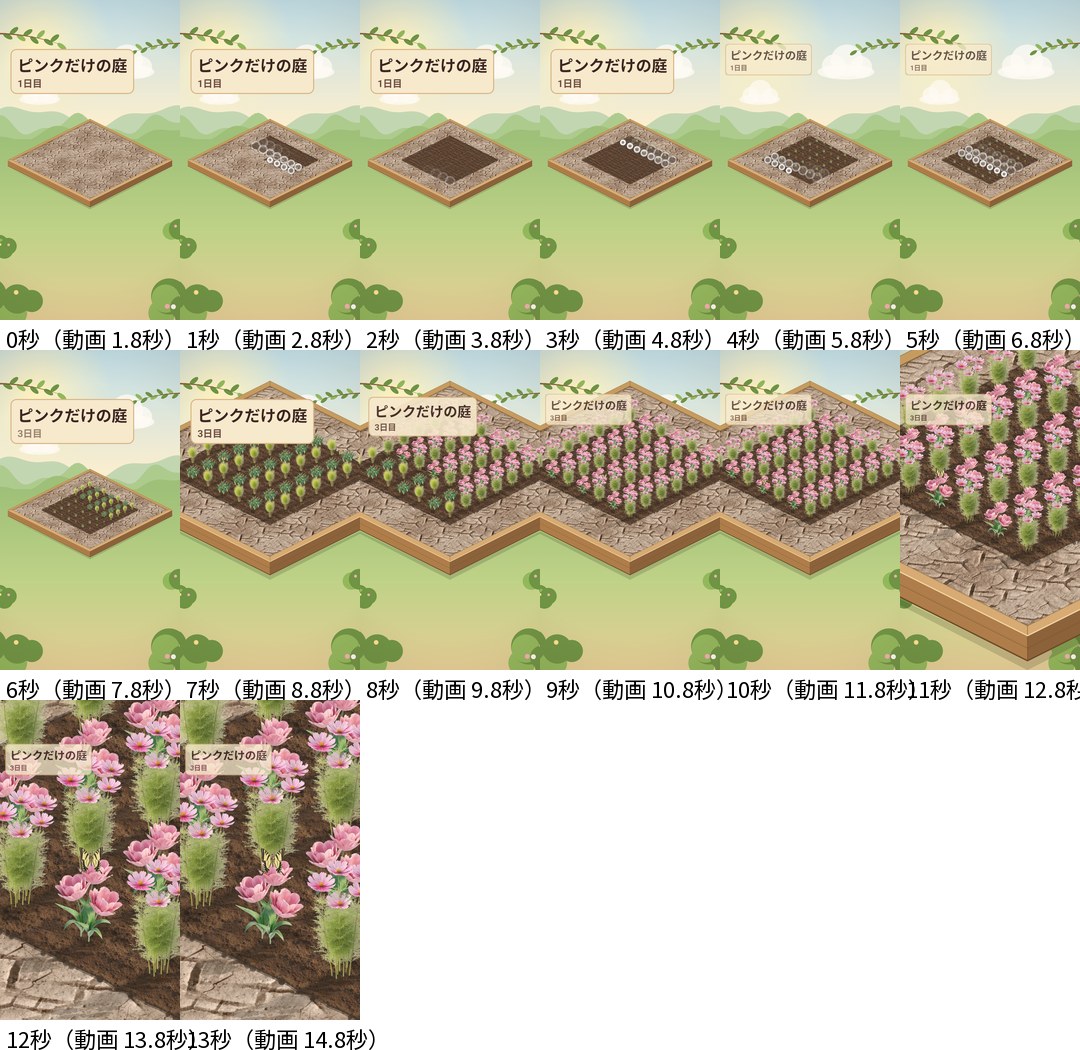 ピンクだけの庭
1日目
ピンクだけの庭
1日目
ピンクだけの庭
1日目
ピンクだけの庭
1日目
ピンクだけの庭
1日目
ピンクだけの庭
1日目
0秒（動画 1.8秒）
1秒（動画 2.8秒）
2秒（動画 3.8秒）
3秒（動画 4.8秒）
4秒（動画 5.8秒）
5秒（動画 6.8秒）
ピンクだけの庭
3日目
ピンクだけの庭
3日目
ピンクだけの庭
3日目
ピンクだけの庭
3日目
ピンクだけの庭
3日目
ピンクだけの庭
3日目
6秒（動画 7.8秒）
7秒（動画 8.8秒）
8秒（動画 9.8秒）
9秒（動画 10.8秒）
10秒（動画 11.8秒）
11秒（動画 12.8秒
ピンクだけの庭
3日目
ピンクだけの庭
3日目
12秒（動画 13.8秒）
13秒（動画 14.8秒）